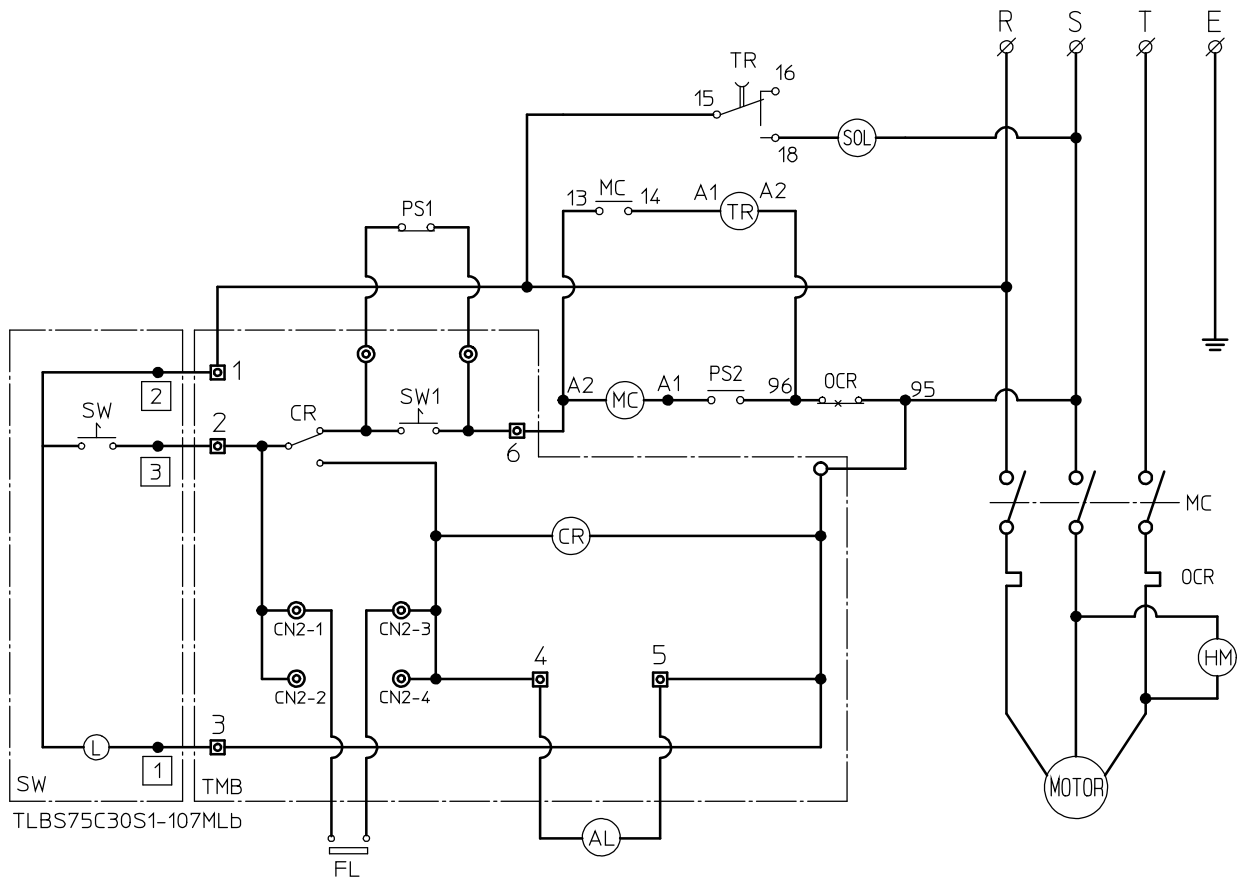 R S T E
TR
16
15
18
SOL
13 MC 14 A1 TR A2
PS1
1
2
SW
CR
SW1
2
3
6
A2 MC A1 PS2 96 OCR 95
MC
CR
OCR
CN2-1 CN2-3
CN2-2 CN2-4
4 5
HM
3
L
1
SW
TMB
MOTOR
TLBS75C30S1-107MLb
AL
FL